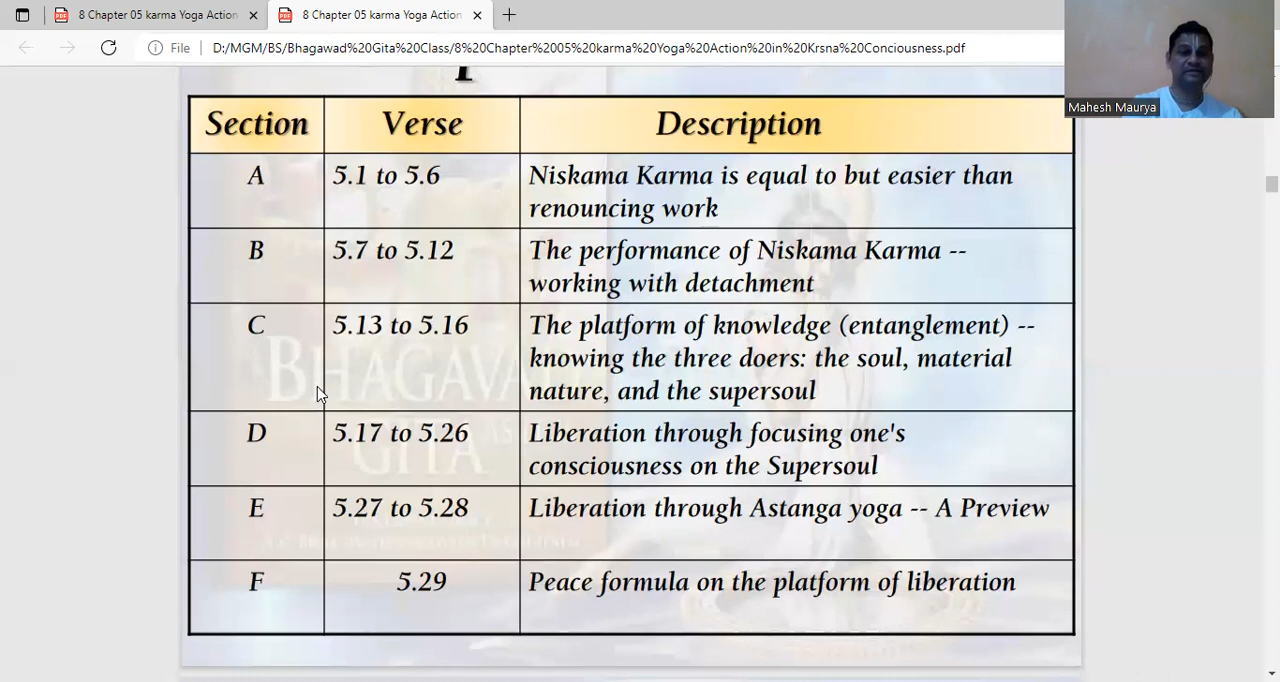 8 Chapter 05 karma Yoga Action
8 Chapter 05 karma Yoga Action
File
D:/MGM/BS/Bhagawad%20Gita%20Class/8%20Chapter%2005%20karma%20Yoga%20Action%20in%20Krsna%20Conciousness.pdf
Mahesh Maurya
Section Verse Description
A 5.1 to 5.6 Niskama Karma is equal to but easier than
renouncing work
B 5.7 to 5.12 The performance of Niskama Karma --
working with detachment
C 5.13 to 5.16 The platform of knowledge (entanglement) --
knowing the three doers: the soul, material
nature, and the supersoul
D 5.17 to 5.26 Liberation through focusing one's
consciousness on the Supersoul
E 5.27 to 5.28 Liberation through Astanga yoga -- A Preview
F 5.29 Peace formula on the platform of liberation
BHAGAVA
GITA